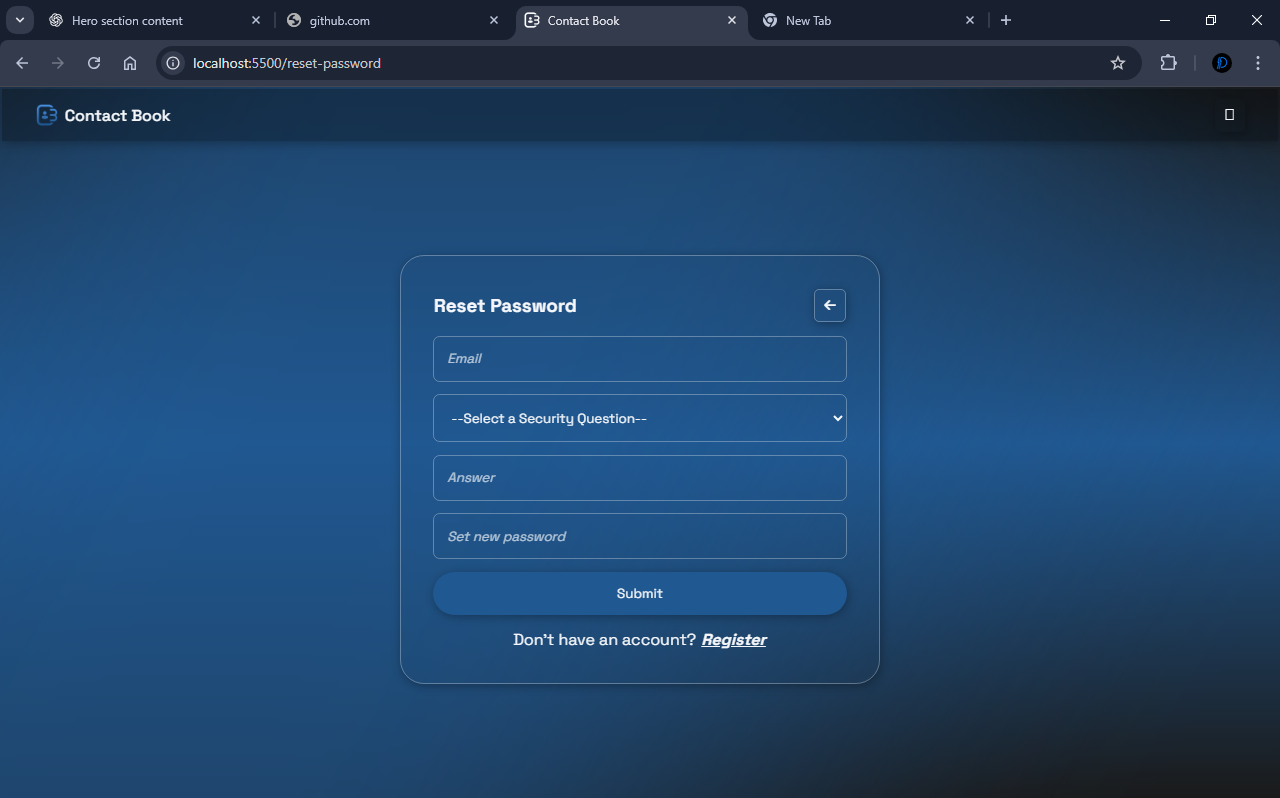 Hero section content
github.com
Contact Book
New Tab
localhost:5500/reset-password
Contact Book
Reset Password
Email
--Select a Security Question--
Answer
Set new password
Submit
Don't have an account? Register